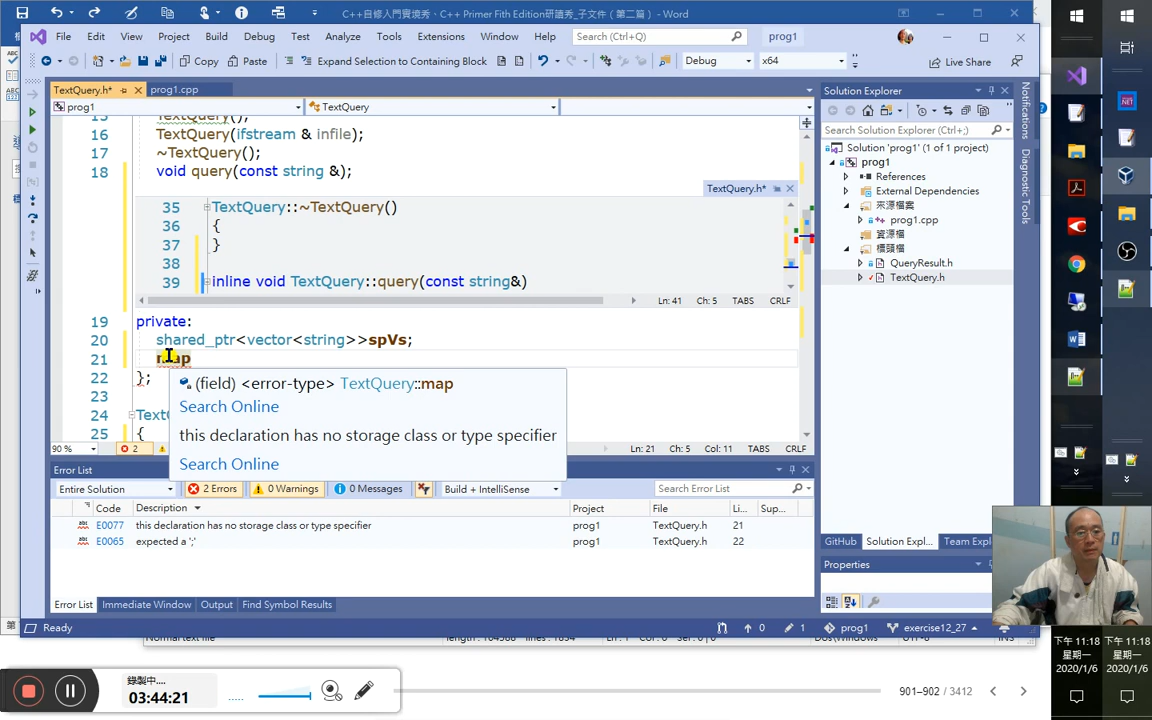 C++自修入門實境秀、C++ Primer Fith Edition研讀秀_子文件（第二篇） - Word
File Edit View Project Build Debug Test Analyze Tools Extensions Window Help Search (Ctrl+;) prog1
Copy Paste Expand Selection to Containing Block Debug x64 Live Share
TextQuery.h* prog1.cpp
prog1 TextQuery
TextQuery();
16 TextQuery(ifstream & infile);
17 ~TextQuery();
18 void query(const string &);
TextQuery.h*
35 TextQuery::~TextQuery()
36 {
37 }
38
39 inline void TextQuery::query(const string&)
Ln: 41 Ch: 5 TABS CRLF
19 private:
20 shared_ptr<vector<string>>spVs;
21 map
22 };
23
24 TextQ
25 {
(field) <error-type> TextQuery::map
Search Online
this declaration has no storage class or type specifier
Search Online
90 % 2 Ln: 21 Ch: 5 Col: 11 TABS CRLF
Error List
Entire Solution 2 Errors 0 Warnings 0 Messages Build + IntelliSense Search Error List
Code Description Project File Li... Sup...
E0077 this declaration has no storage class or type specifier prog1 TextQuery.h 21
E0065 expected a ';' prog1 TextQuery.h 22
Error List Immediate Window Output Find Symbol Results
Ready 0 1 prog1 exercise12_27
Solution Explorer
Search Solution Explorer (Ctrl+;)
Solution 'prog1' (1 of 1 project)
prog1
References
External Dependencies
來源檔案
prog1.cpp
資源檔
標頭檔
QueryResult.h
TextQuery.h
GitHub Solution Expl... Team Expl
Properties
Notifications
Diagnostic Tools
Normal text file
錄製中....
03:44:21
901–902 / 3412
下午 11:18
星期一
2020/1/6
下午 11:18
星期一
2020/1/6